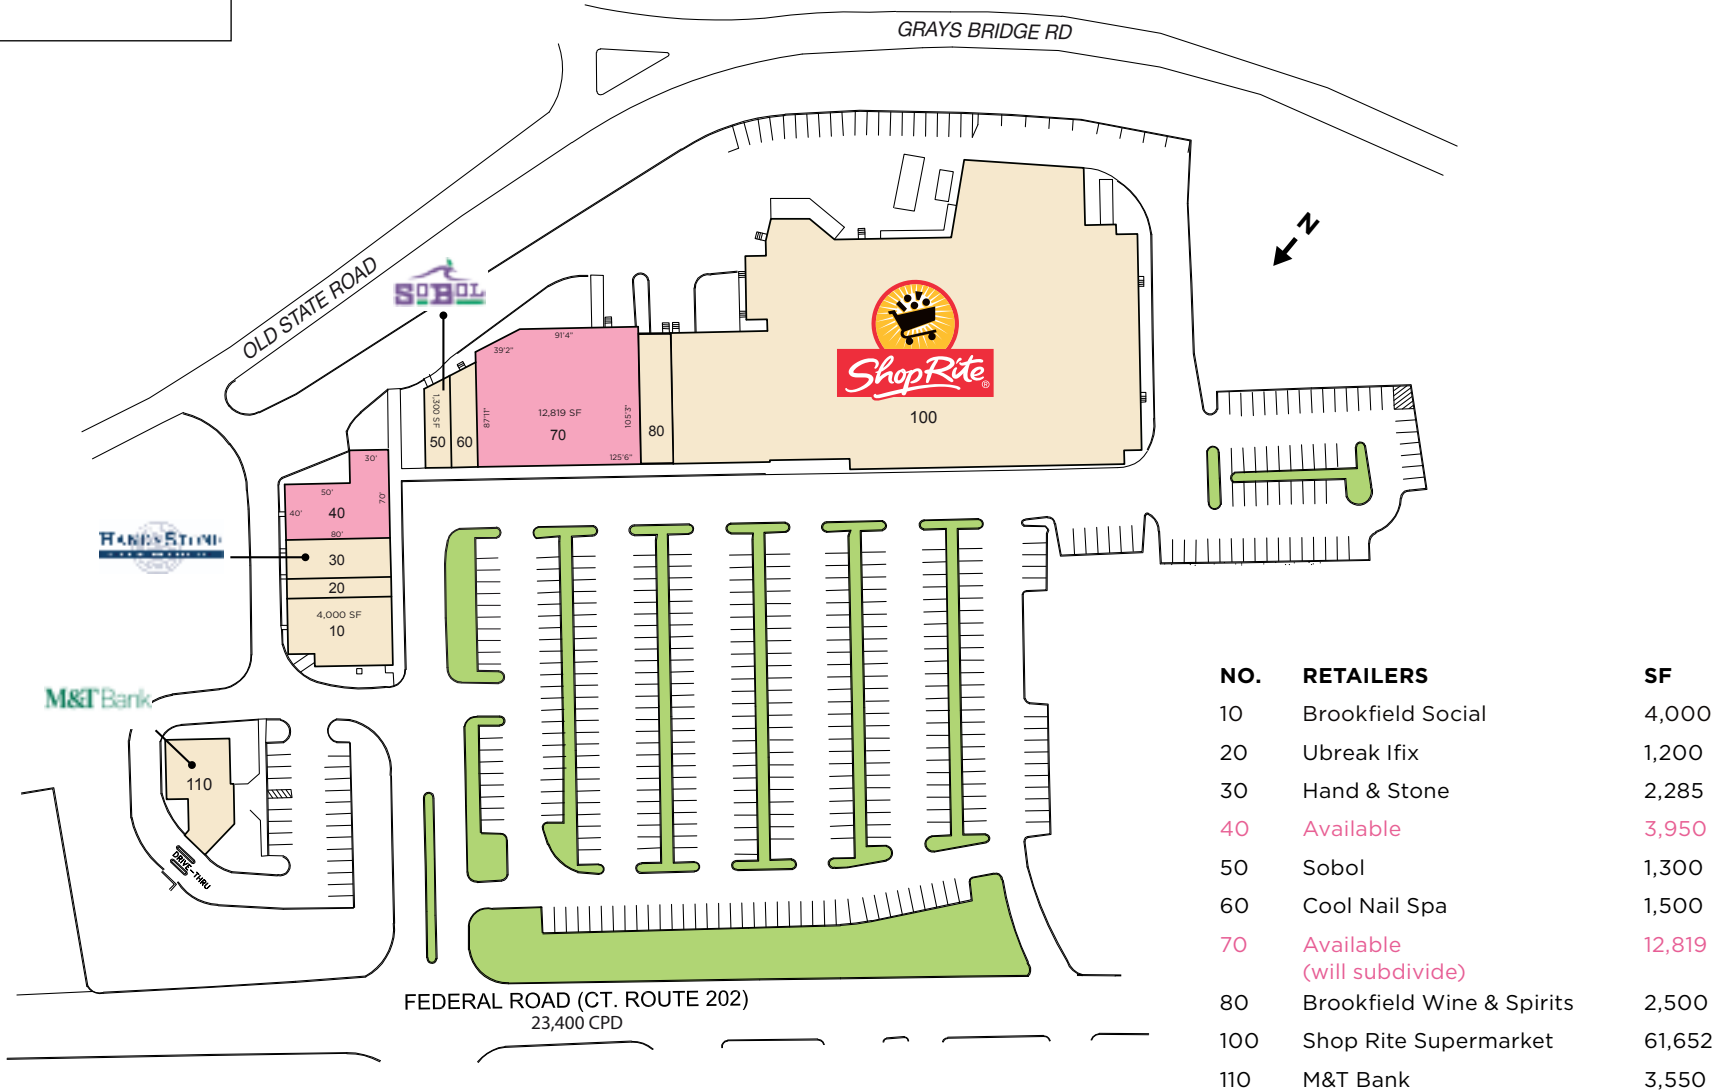 GRAYS BRIDGE RD
N
OLD STATE ROAD
SOBOL
ShopRite®
100
91'4"
39'2"
12,819 SF
70
87'11"
105'3"
125'6"
1,300 SF
50
60
80
30'
50'
70'
40'
40
80'
HAND & STONE
30
20
4,000 SF
10
M&T Bank
110
DRIVE-THRU
FEDERAL ROAD (CT. ROUTE 202)
23,400 CPD
NO. RETAILERS SF
10 Brookfield Social 4,000
20 Ubreak Ifix 1,200
30 Hand & Stone 2,285
40 Available 3,950
50 Sobol 1,300
60 Cool Nail Spa 1,500
70 Available 12,819
(will subdivide)
80 Brookfield Wine & Spirits 2,500
100 Shop Rite Supermarket 61,652
110 M&T Bank 3,550